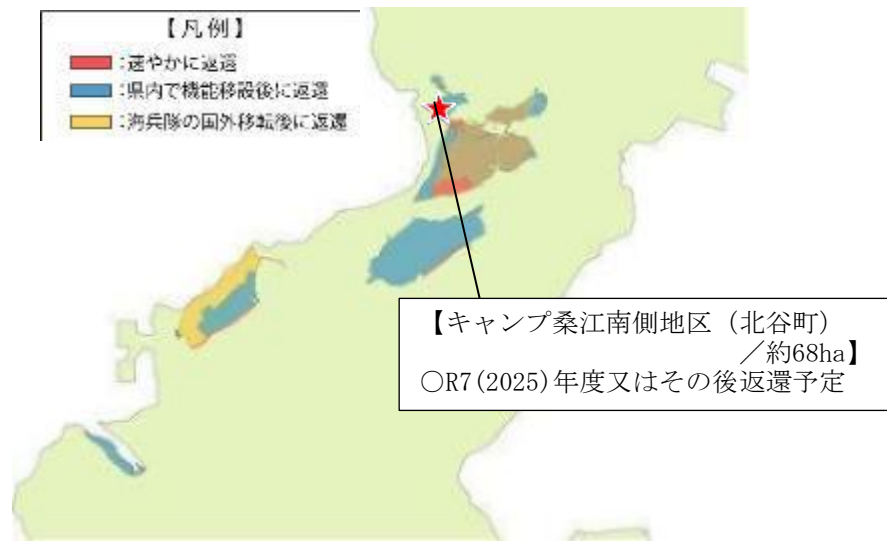 【凡例】
：速やかに返還
：県内で機能移設後に返還
：海兵隊の国外移転後に返還
【キャンプ桑江南側地区（北谷町）
／約68ha】
○R7(2025)年度又はその後返還予定